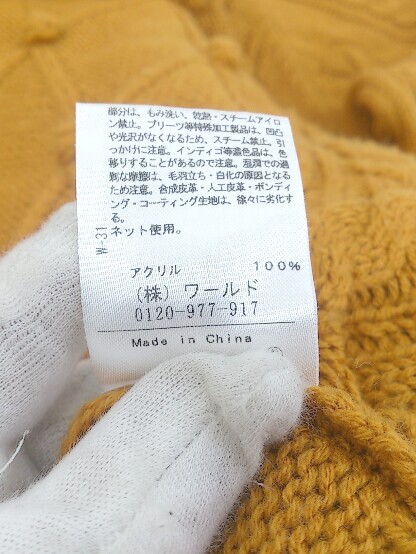 部分は、もみ洗い、乾熱・スチームアイロ
ン禁止。プリーツ等特殊加工製品は、凹凸
や光沢がなくなるため、スチーム禁止。引
っかけに注意。インディゴ等濃色品は、色
移りすることがあるので注意。湿潤での過
剰な摩擦は、毛羽立ち・白化の原因となる
ため注意。合成皮革・人工皮革・ボンディ
ング・コーティング生地は、徐々に劣化す
る。
ネット使用。
W-31
アクリル 100%
(株) ワールド
0120-977-917
Made in China